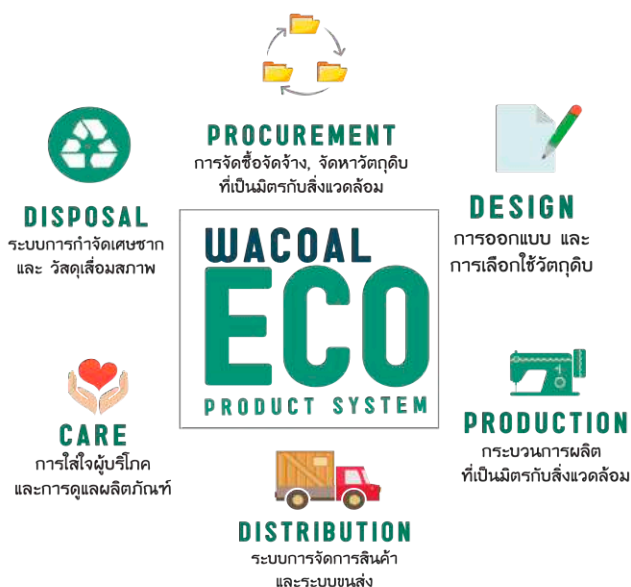 PROCUREMENT
การจัดซื้อจัดจ้าง, จัดหาวัตถุดิบ
ที่เป็นมิตรกับสิ่งแวดล้อม
DESIGN
การออกแบบ และ
การเลือกใช้วัตถุดิบ
PRODUCTION
กระบวนการผลิต
ที่เป็นมิตรกับสิ่งแวดล้อม
DISTRIBUTION
ระบบการจัดการสินค้า
และระบบขนส่ง
CARE
การใส่ใจผู้บริโภค
และการดูแลผลิตภัณฑ์
DISPOSAL
ระบบการกำจัดเศษซาก
และ วัสดุเสื่อมสภาพ
WACOAL
ECO
PRODUCT SYSTEM